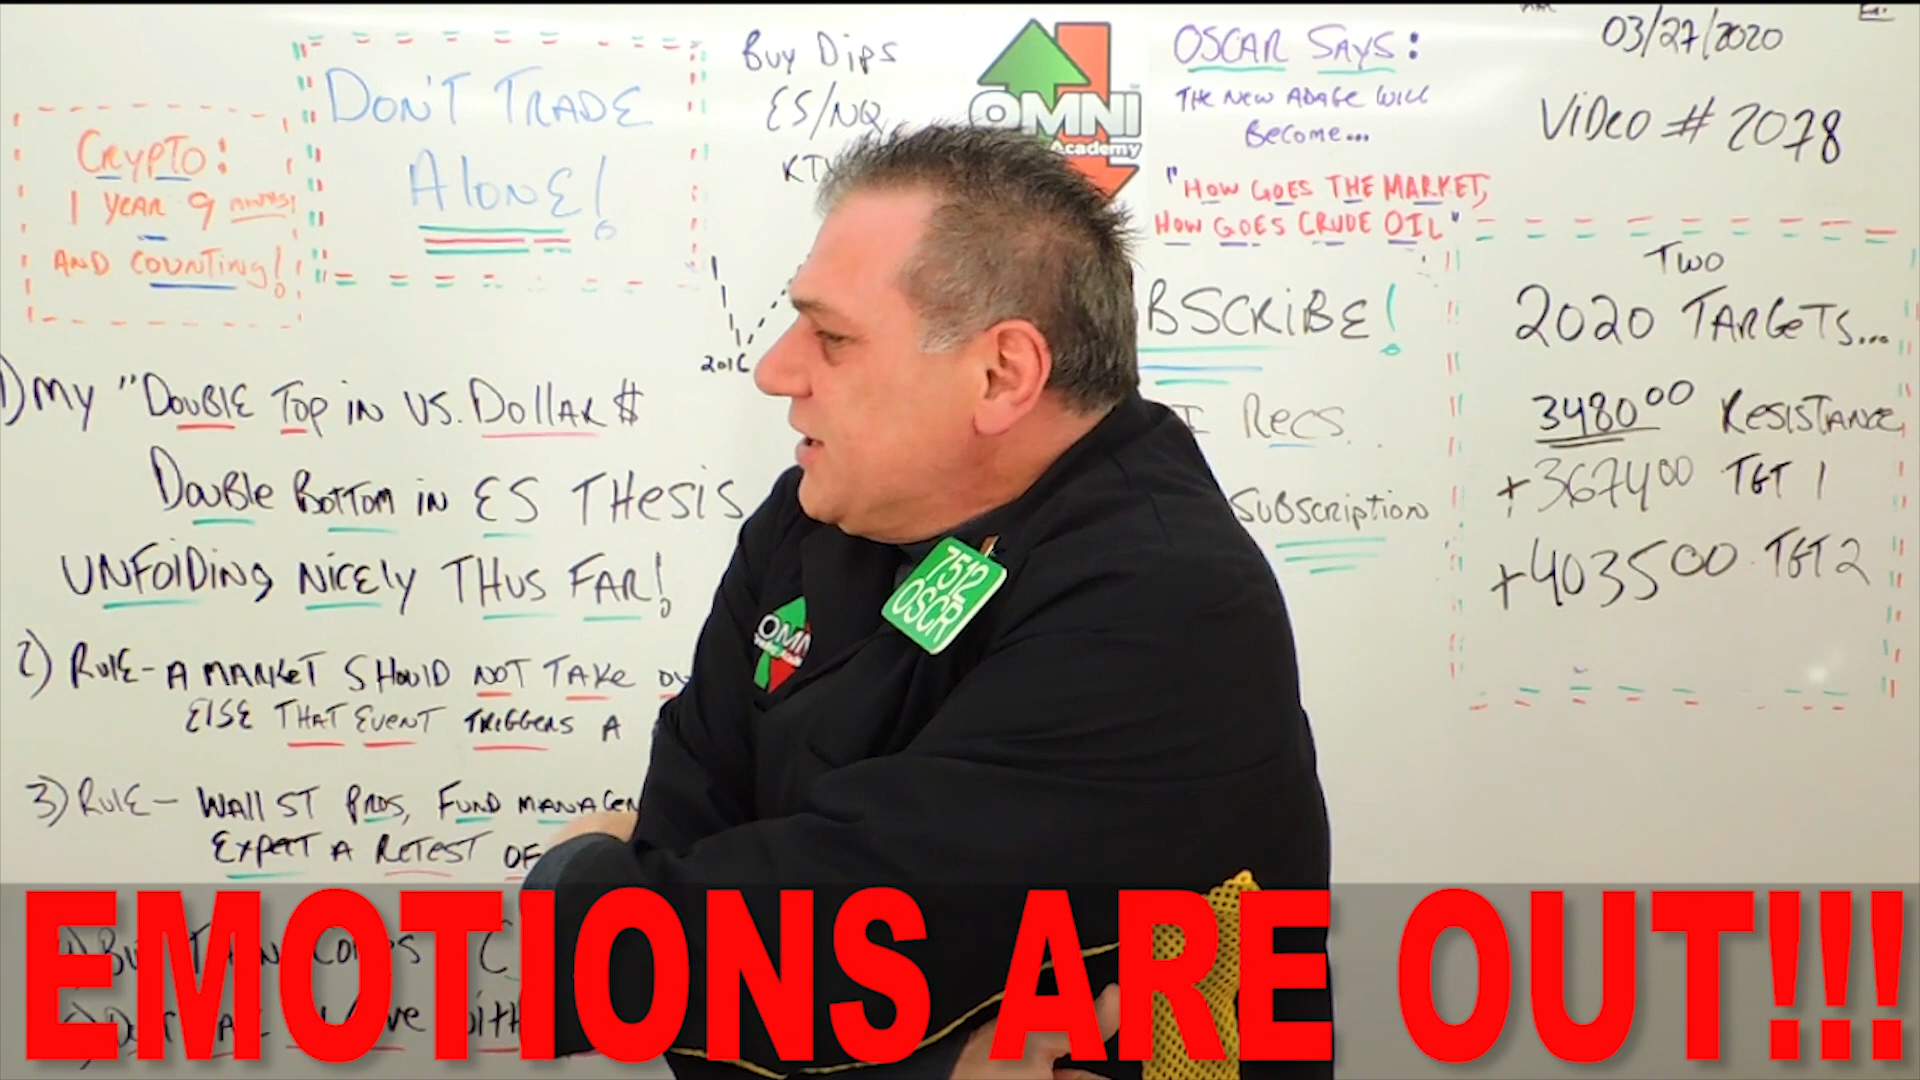 03/27/2020
VIDEO # 2078
CRYPTO:
1 YEAR 9
AND COUNTING!
DON'T TRADE
ALONE!
BUY DIPS
ES/NQ
OMNI
Academy
OSCAR SAYS:
THE NEW ADAGE WILL
BECOME...
"HOW GOES THE MARKET,
HOW GOES CRUDE OIL"
BSCRIBE!
RECS.
SUBSCRIPTION
TWO
2020 TARGETS...
3480.00 RESISTANCE
+3674.00 TGT 1
+4035.00 TGT 2
1) MY "DOUBLE TOP IN US. DOLLAR $
DOUBLE BOTTOM IN ES THESIS
UNFOLDING NICELY THUS FAR!
2) RULE - A MARKET SHOULD NOT TAKE
ELSE THAT EVENT TRIGGERS A
3) RULE - WALL ST PROS, FUND MANAGER
EXPECT A RETEST OF
7512
OSCR
OMNI
EMOTIONS ARE OUT!!!